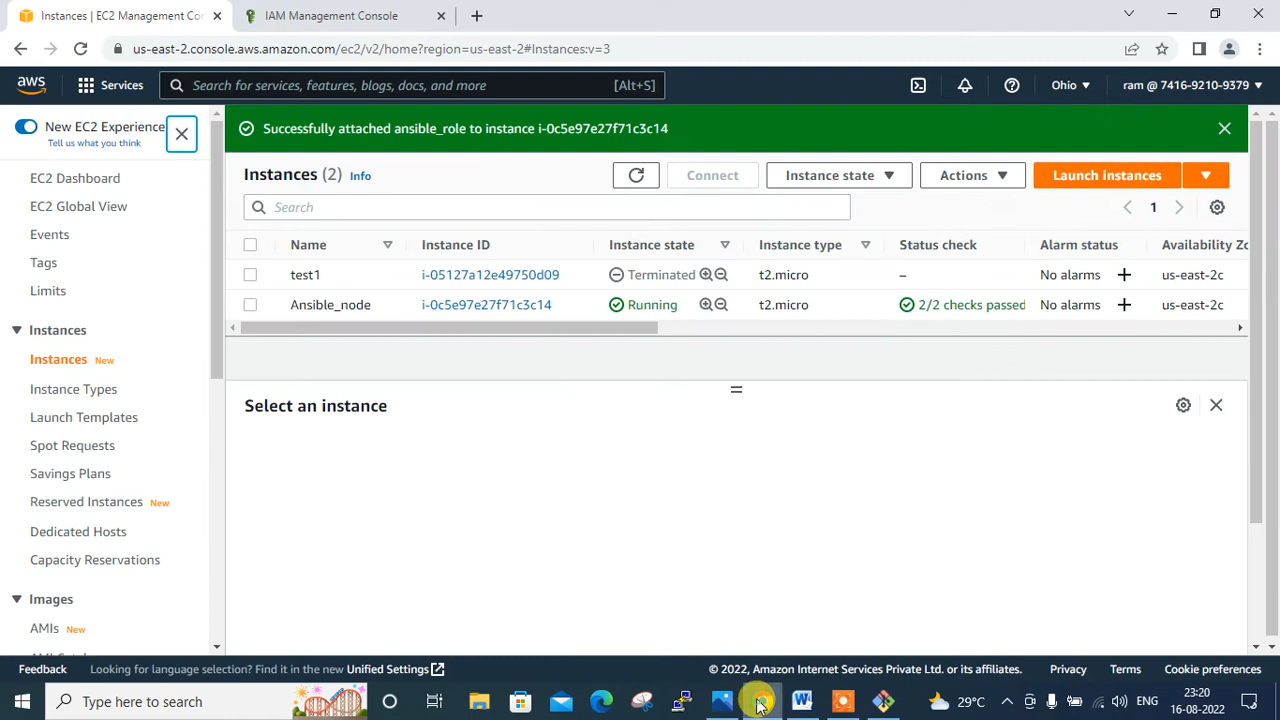 Instances | EC2 Management Con
IAM Management Console
us-east-2.console.aws.amazon.com/ec2/v2/home?region=us-east-2#Instances:v=3
aws
Services
Search for services, features, blogs, docs, and more
[Alt+S]
Ohio
ram @ 7416-9210-9379
New EC2 Experience
Tell us what you think
Successfully attached ansible_role to instance i-0c5e97e27f71c3c14
EC2 Dashboard
EC2 Global View
Events
Tags
Limits
Instances
Instances New
Instance Types
Launch Templates
Spot Requests
Savings Plans
Reserved Instances New
Dedicated Hosts
Capacity Reservations
Images
AMIs New
Instances (2) Info
Connect
Instance state
Actions
Launch instances
Search
1
Name Instance ID Instance state Instance type Status check Alarm status Availability Zo
test1 i-05127a12e49750d09 Terminated t2.micro – No alarms + us-east-2c
Ansible_node i-0c5e97e27f71c3c14 Running t2.micro 2/2 checks passed No alarms + us-east-2c
Select an instance
Feedback
Looking for language selection? Find it in the new Unified Settings
© 2022, Amazon Internet Services Private Ltd. or its affiliates.
Privacy
Terms
Cookie preferences
Type here to search
29°C
ENG
23:20
16-08-2022